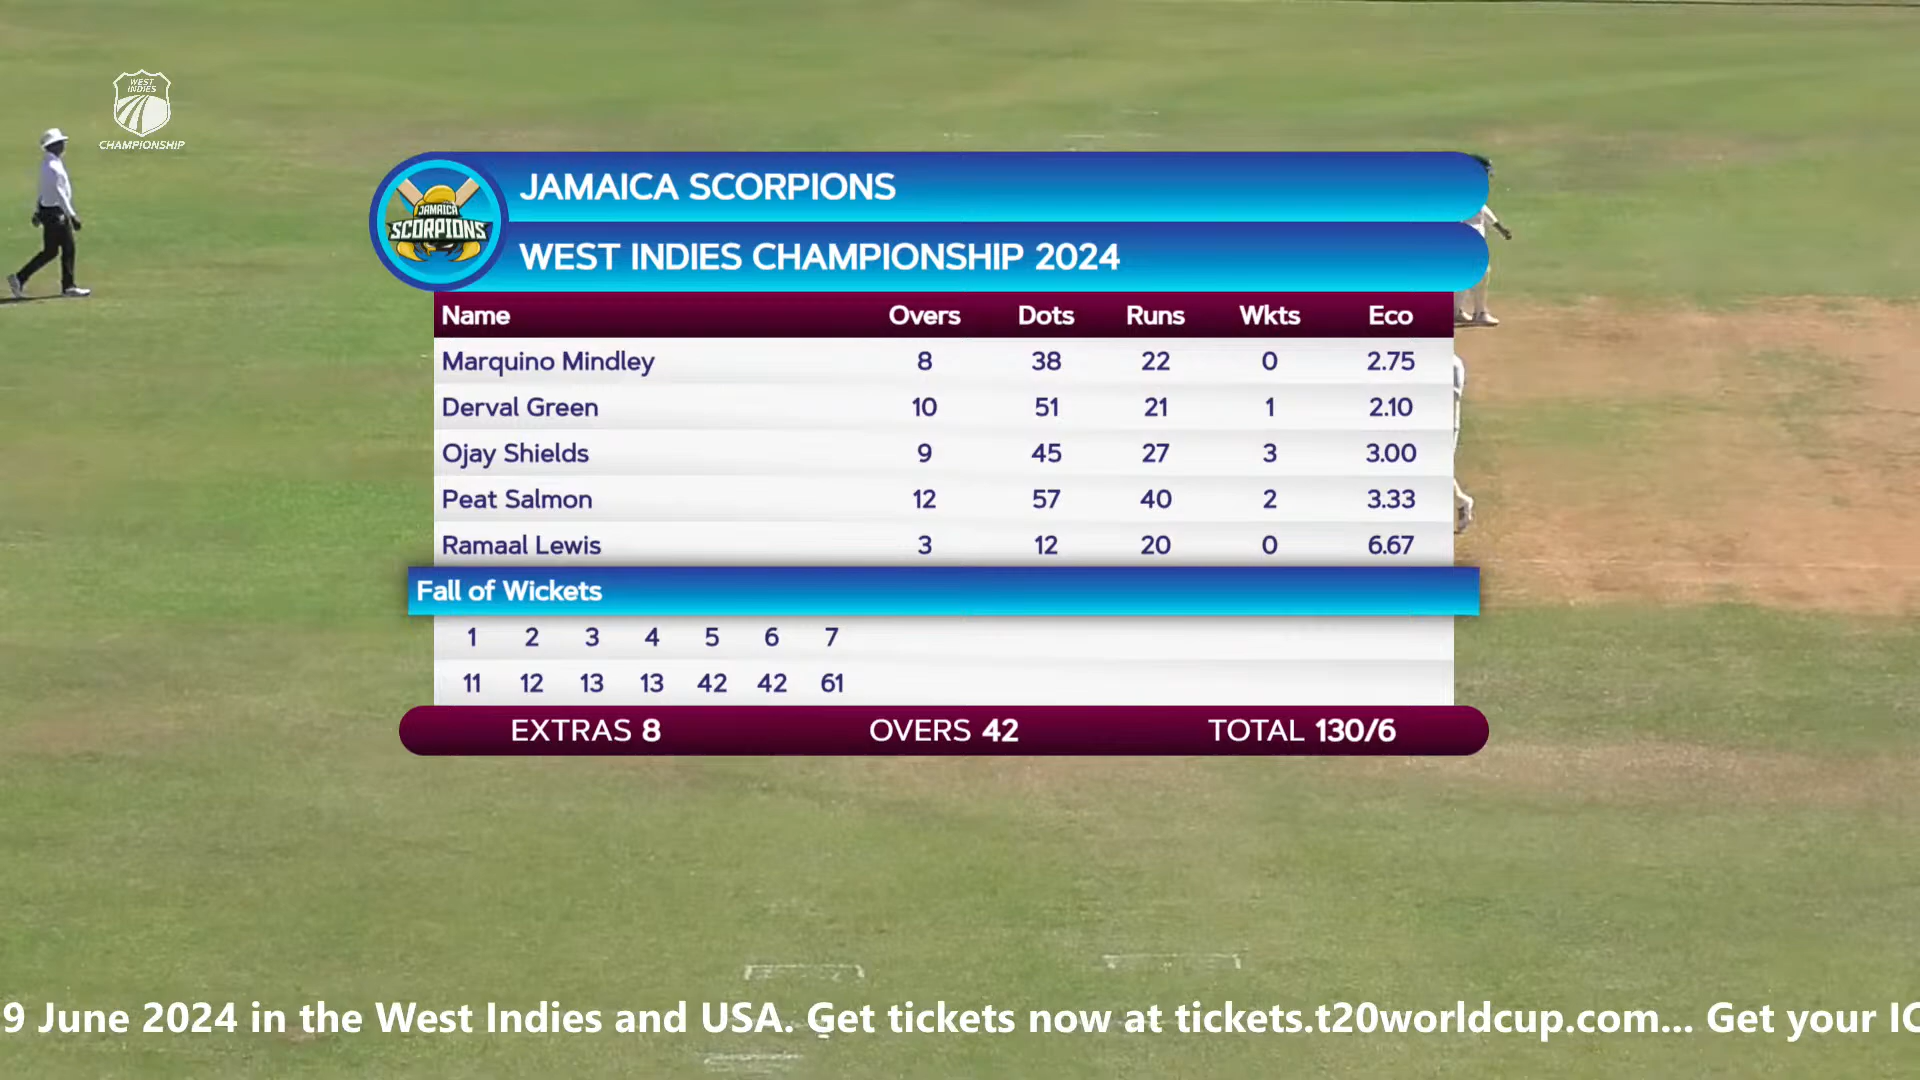 WEST
INDIES
CHAMPIONSHIP
JAMAICA
SCORPIONS
JAMAICA SCORPIONS
WEST INDIES CHAMPIONSHIP 2024
Name Overs Dots Runs Wkts Eco
Marquino Mindley 8 38 22 0 2.75
Derval Green 10 51 21 1 2.10
Ojay Shields 9 45 27 3 3.00
Peat Salmon 12 57 40 2 3.33
Ramaal Lewis 3 12 20 0 6.67
Fall of Wickets
1 2 3 4 5 6 7
11 12 13 13 42 42 61
EXTRAS 8 OVERS 42 TOTAL 130/6
9 June 2024 in the West Indies and USA. Get tickets now at tickets.t20worldcup.com... Get your IC